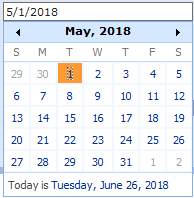 5/1/2018
May, 2018
S M T W T F S
29 30 1 2 3 4 5
6 7 8 9 10 11 12
13 14 15 16 17 18 19
20 21 22 23 24 25 26
27 28 29 30 31 1 2
Today is Tuesday, June 26, 2018